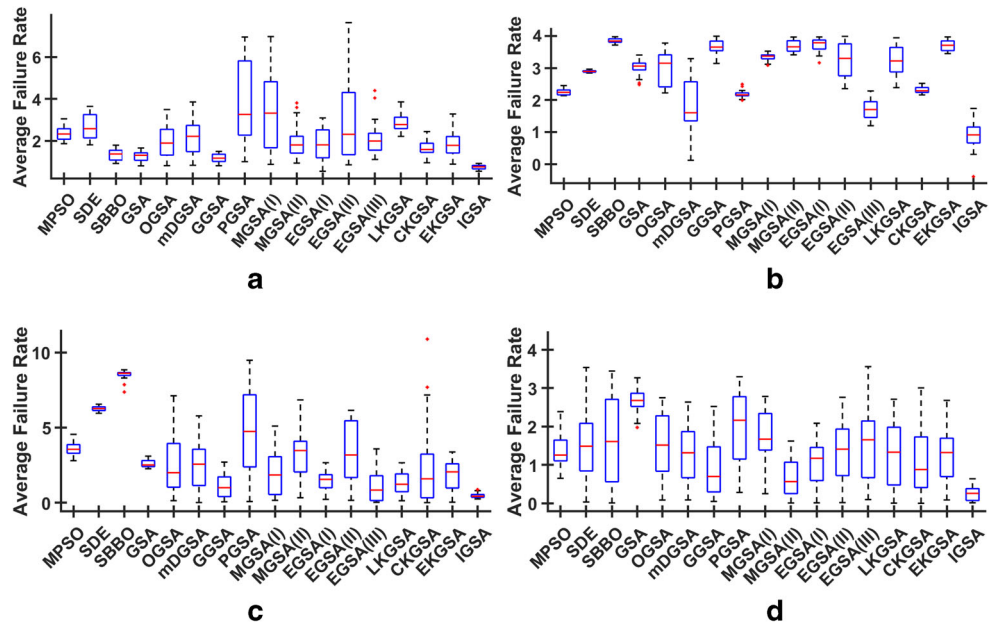 Average Failure Rate
6
4
2
MPSO SDE SBBO GSA OGSA mDGSA GGSA PGSA MGSA(I) MGSA(II) EGSA(I) EGSA(II) EGSA(III) LKGSA CKGSA EKGSA IGSA
a
Average Failure Rate
4
3
2
1
0
MPSO SDE SBBO GSA OGSA mDGSA GGSA PGSA MGSA(I) MGSA(II) EGSA(I) EGSA(II) EGSA(III) LKGSA CKGSA EKGSA IGSA
b
Average Failure Rate
10
5
0
MPSO SDE SBBO GSA OGSA mDGSA GGSA PGSA MGSA(I) MGSA(II) EGSA(I) EGSA(II) EGSA(III) LKGSA CKGSA EKGSA IGSA
c
Average Failure Rate
4
3
2
1
0
MPSO SDE SBBO GSA OGSA mDGSA GGSA PGSA MGSA(I) MGSA(II) EGSA(I) EGSA(II) EGSA(III) LKGSA CKGSA EKGSA IGSA
d